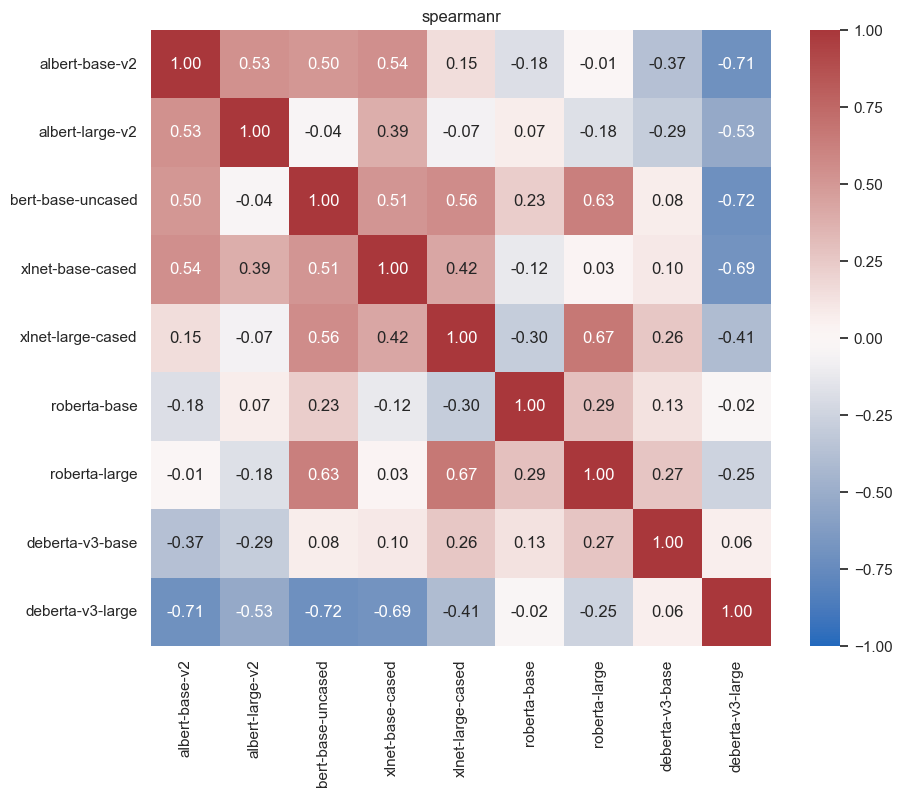 spearmanr
albert-base-v2 1.00 0.53 0.50 0.54 0.15 -0.18 -0.01 -0.37 -0.71
albert-large-v2 0.53 1.00 -0.04 0.39 -0.07 0.07 -0.18 -0.29 -0.53
bert-base-uncased 0.50 -0.04 1.00 0.51 0.56 0.23 0.63 0.08 -0.72
xlnet-base-cased 0.54 0.39 0.51 1.00 0.42 -0.12 0.03 0.10 -0.69
xlnet-large-cased 0.15 -0.07 0.56 0.42 1.00 -0.30 0.67 0.26 -0.41
roberta-base -0.18 0.07 0.23 -0.12 -0.30 1.00 0.29 0.13 -0.02
roberta-large -0.01 -0.18 0.63 0.03 0.67 0.29 1.00 0.27 -0.25
deberta-v3-base -0.37 -0.29 0.08 0.10 0.26 0.13 0.27 1.00 0.06
deberta-v3-large -0.71 -0.53 -0.72 -0.69 -0.41 -0.02 -0.25 0.06 1.00
albert-base-v2
albert-large-v2
bert-base-uncased
xlnet-base-cased
xlnet-large-cased
roberta-base
roberta-large
deberta-v3-base
deberta-v3-large
1.00
0.75
0.50
0.25
0.00
−0.25
−0.50
−0.75
−1.00